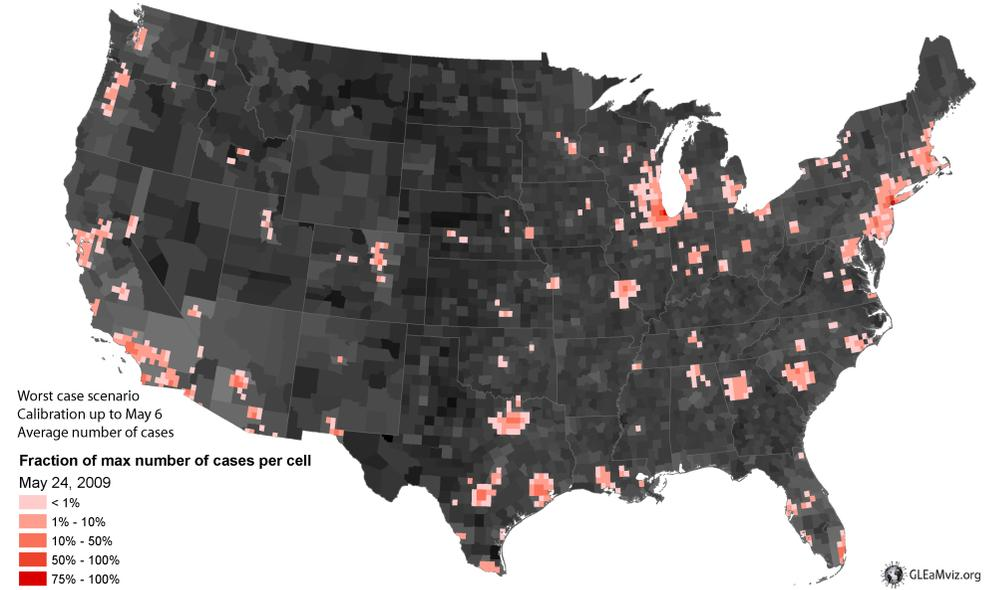 Worst case scenario
Calibration up to May 6
Average number of cases
Fraction of max number of cases per cell
May 24, 2009
< 1%
1% - 10%
10% - 50%
50% - 100%
75% - 100%
GLEaMviz.org